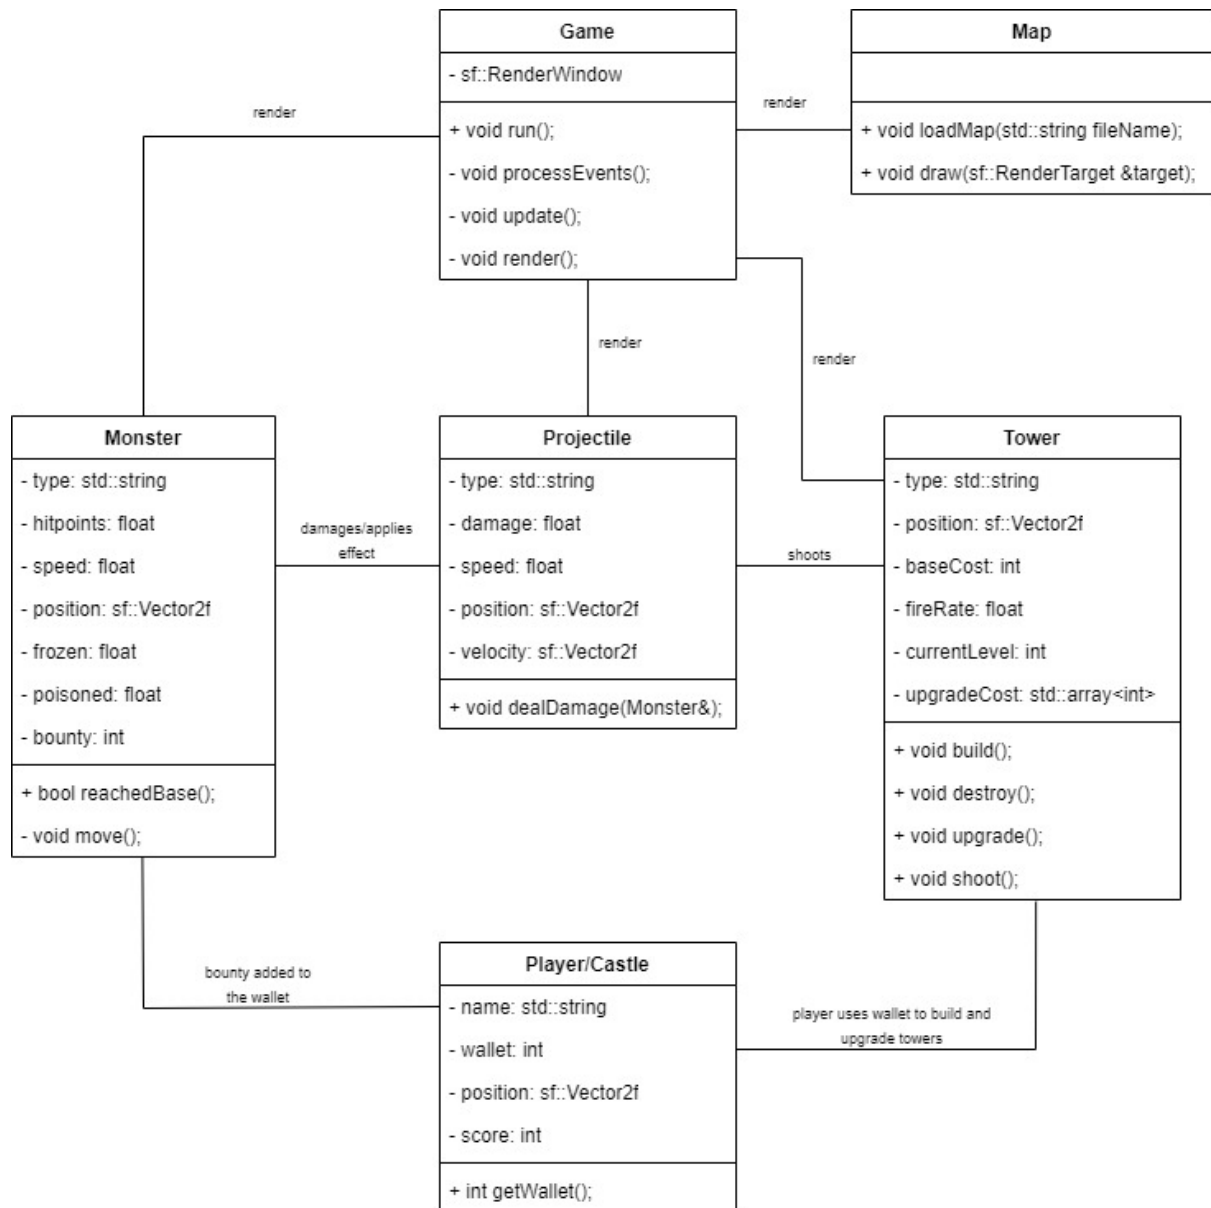 Game
- sf::RenderWindow
+ void run();
- void processEvents();
- void update();
- void render();
Map
+ void loadMap(std::string fileName);
+ void draw(sf::RenderTarget &target);
render
render
render
render
Monster
- type: std::string
- hitpoints: float
- speed: float
- position: sf::Vector2f
- frozen: float
- poisoned: float
- bounty: int
+ bool reachedBase();
- void move();
damages/applies
effect
Projectile
- type: std::string
- damage: float
- speed: float
- position: sf::Vector2f
- velocity: sf::Vector2f
+ void dealDamage(Monster&);
shoots
Tower
- type: std::string
- position: sf::Vector2f
- baseCost: int
- fireRate: float
- currentLevel: int
- upgradeCost: std::array<int>
+ void build();
+ void destroy();
+ void upgrade();
+ void shoot();
bounty added to
the wallet
Player/Castle
- name: std::string
- wallet: int
- position: sf::Vector2f
- score: int
+ int getWallet();
player uses wallet to build and
upgrade towers